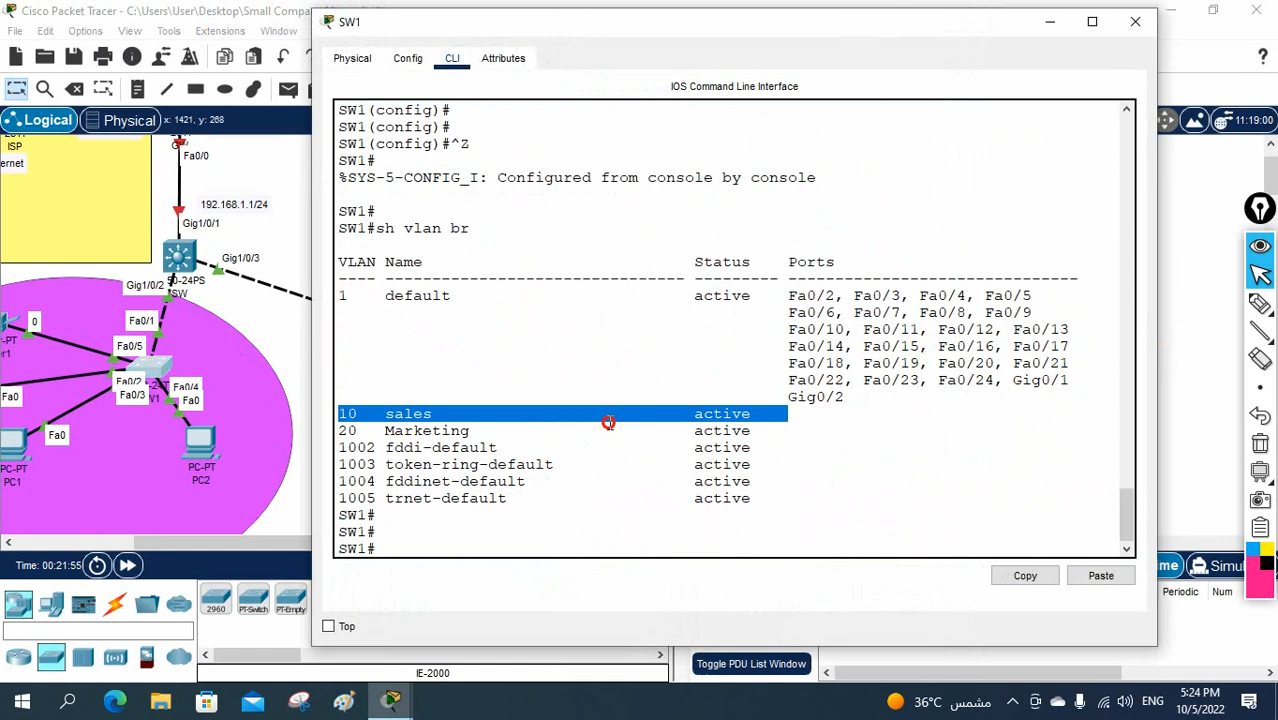 Cisco Packet Tracer - C:\Users\User\Desktop\Small Compa
File Edit Options View Tools Extensions Window
Logical
Physical
x: 1421, y: 268
11:19:00
ISP
ernet
Fa0/0
192.168.1.1/24
Gig1/0/1
Gig1/0/3
50-24PS
SW
Gig1/0/2
Fa0/1
0
Fa0/5
Fa0/2
Fa0/3
Fa0/4
Fa0
Fa0
Fa0
PC-PT
PC1
PC-PT
PC2
SW1
Physical Config CLI Attributes
IOS Command Line Interface
SW1(config)#
SW1(config)#
SW1(config)#^Z
SW1#
%SYS-5-CONFIG_I: Configured from console by console
SW1#
SW1#sh vlan br
VLAN Name Status Ports
---- -------------------------------- --------- -------------------------------
1 default active Fa0/2, Fa0/3, Fa0/4, Fa0/5
Fa0/6, Fa0/7, Fa0/8, Fa0/9
Fa0/10, Fa0/11, Fa0/12, Fa0/13
Fa0/14, Fa0/15, Fa0/16, Fa0/17
Fa0/18, Fa0/19, Fa0/20, Fa0/21
Fa0/22, Fa0/23, Fa0/24, Gig0/1
Gig0/2
10 sales active
20 Marketing active
1002 fddi-default active
1003 token-ring-default active
1004 fddinet-default active
1005 trnet-default active
SW1#
SW1#
SW1#
Copy
Paste
Top
Time: 00:21:55
2960
PT-Switch
PT-Empty
IE-2000
Toggle PDU List Window
me
Simul
Periodic
Num
36°C مشمس
ENG
5:24 PM
10/5/2022